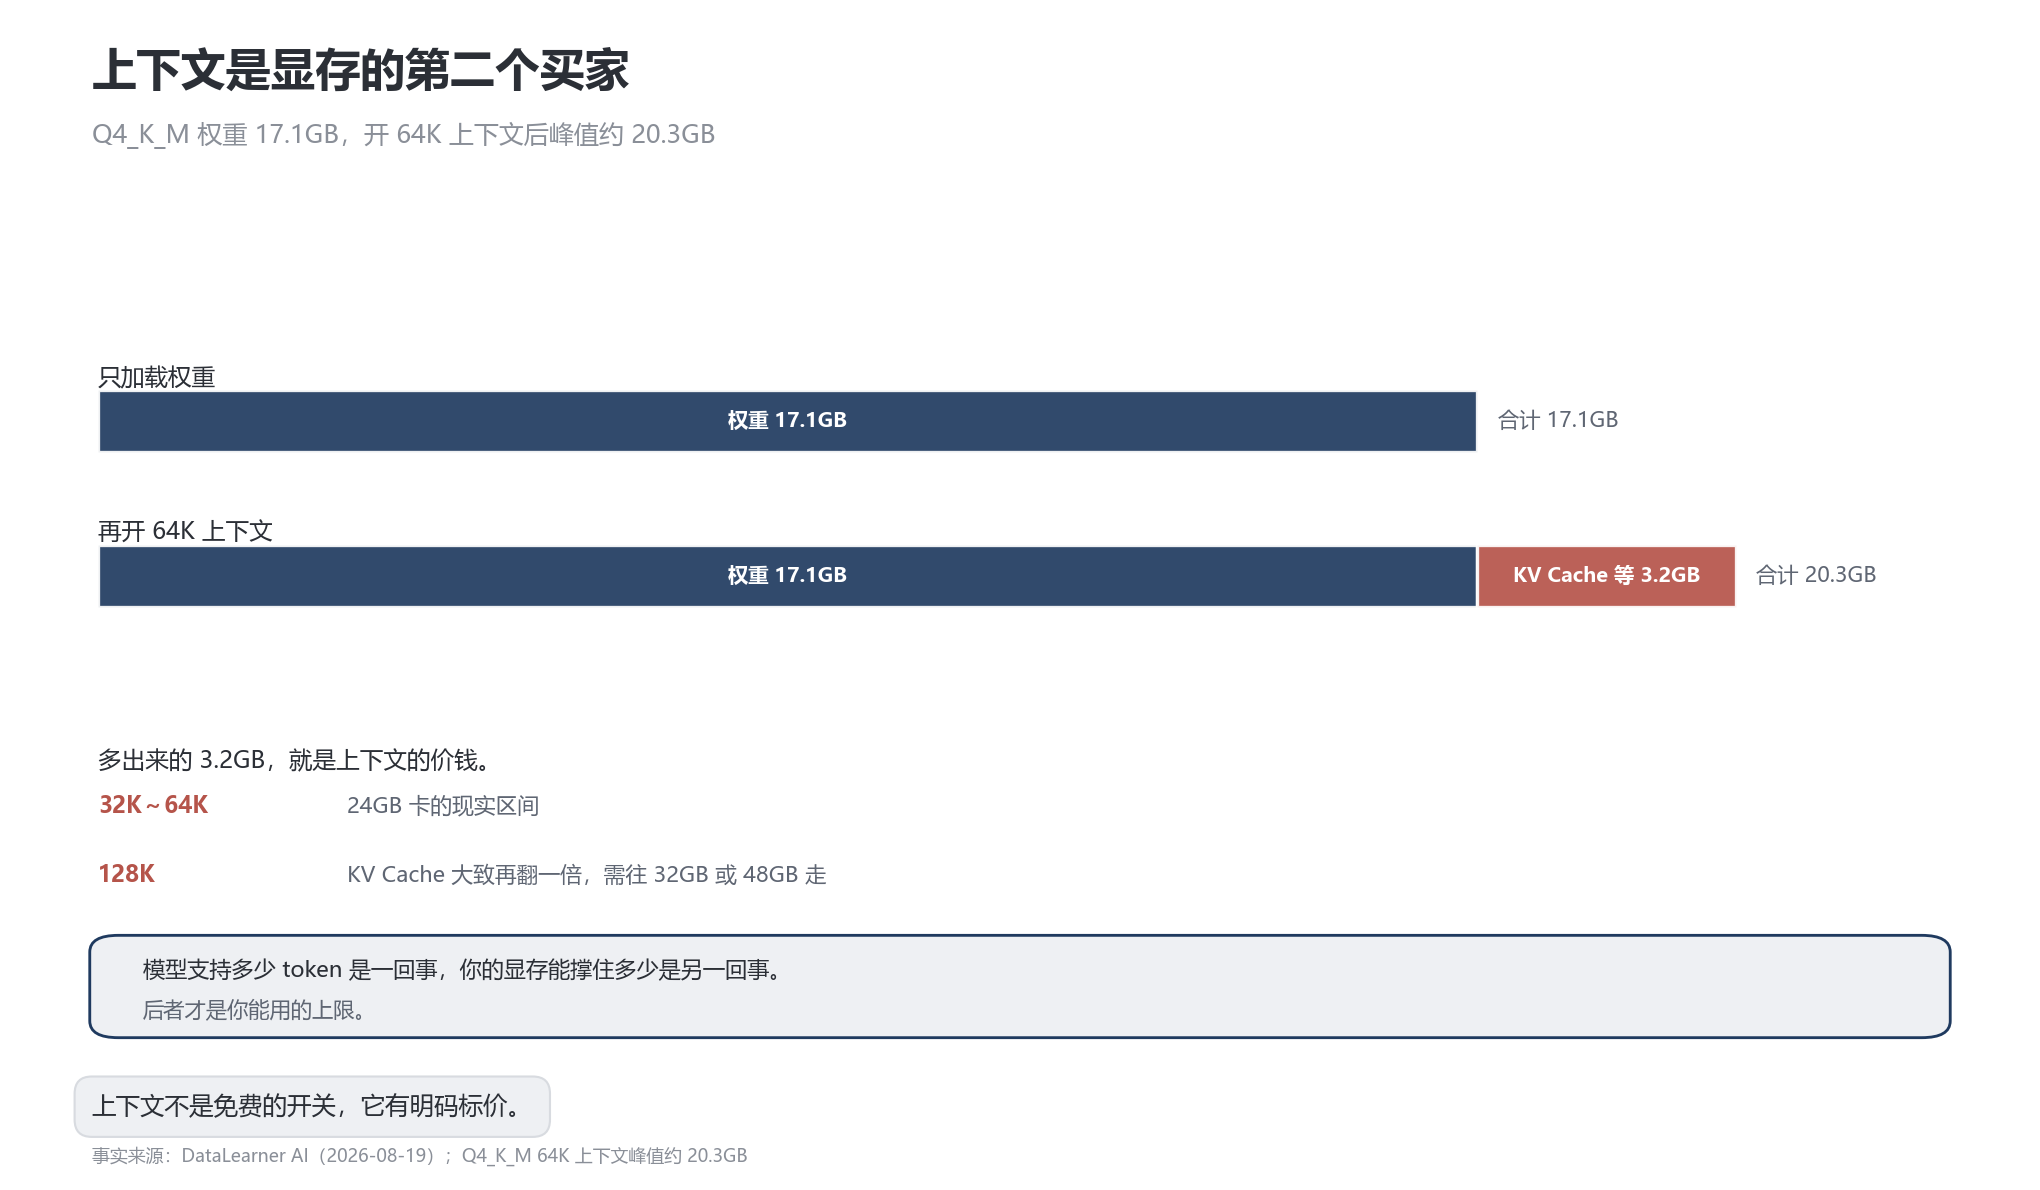 上下文是显存的第二个买家
Q4_K_M 权重 17.1GB，开 64K 上下文后峰值约 20.3GB
只加载权重
权重 17.1GB
合计 17.1GB
再开 64K 上下文
权重 17.1GB
KV Cache 等 3.2GB
合计 20.3GB
多出来的 3.2GB，就是上下文的价钱。
32K～64K
24GB 卡的现实区间
128K
KV Cache 大致再翻一倍，需往 32GB 或 48GB 走
模型支持多少 token 是一回事，你的显存能撑住多少是另一回事。
后者才是你能用的上限。
上下文不是免费的开关，它有明码标价。
事实来源：DataLearner AI（2026-08-19）；Q4_K_M 64K 上下文峰值约 20.3GB